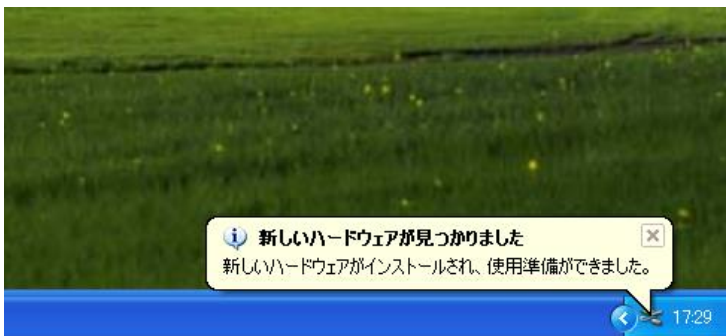 新しいハードウェアが見つかりました
新しいハードウェアがインストールされ、使用準備ができました。
17:29